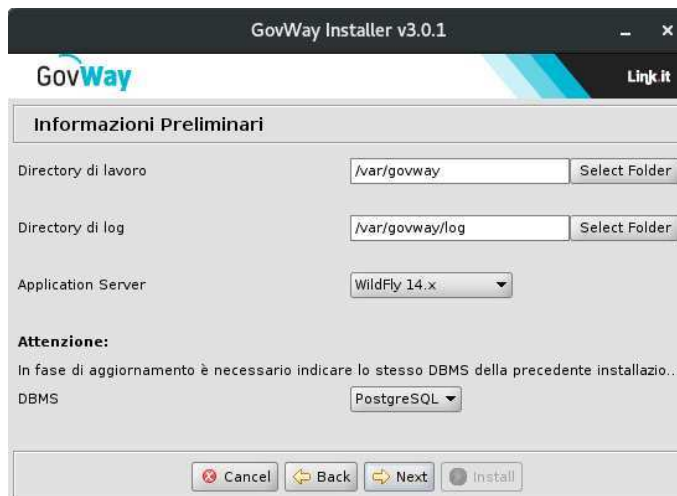 GovWay Installer v3.0.1
GovWay
Link.it
Informazioni Preliminari
Directory di lavoro /var/govway Select Folder
Directory di log /var/govway/log Select Folder
Application Server WildFly 14.x
Attenzione:
In fase di aggiornamento è necessario indicare lo stesso DBMS della precedente installazio..
DBMS PostgreSQL
Cancel Back Next Install